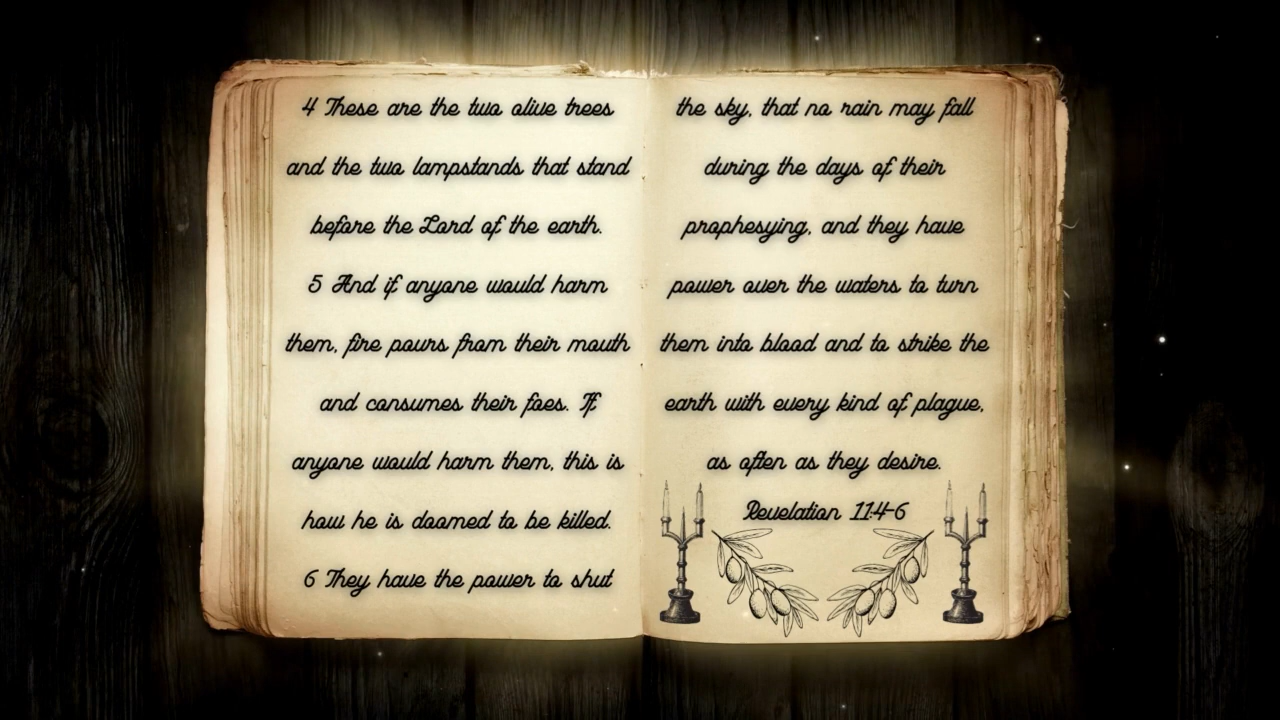 4 These are the two olive trees
and the two lampstands that stand
before the Lord of the earth.
5 And if anyone would harm
them, fire pours from their mouth
and consumes their foes. If
anyone would harm them, this is
how he is doomed to be killed.
6 They have the power to shut
the sky, that no rain may fall
during the days of their
prophesying, and they have
power over the waters to turn
them into blood and to strike the
earth with every kind of plague,
as often as they desire.
Revelation 11:4-6